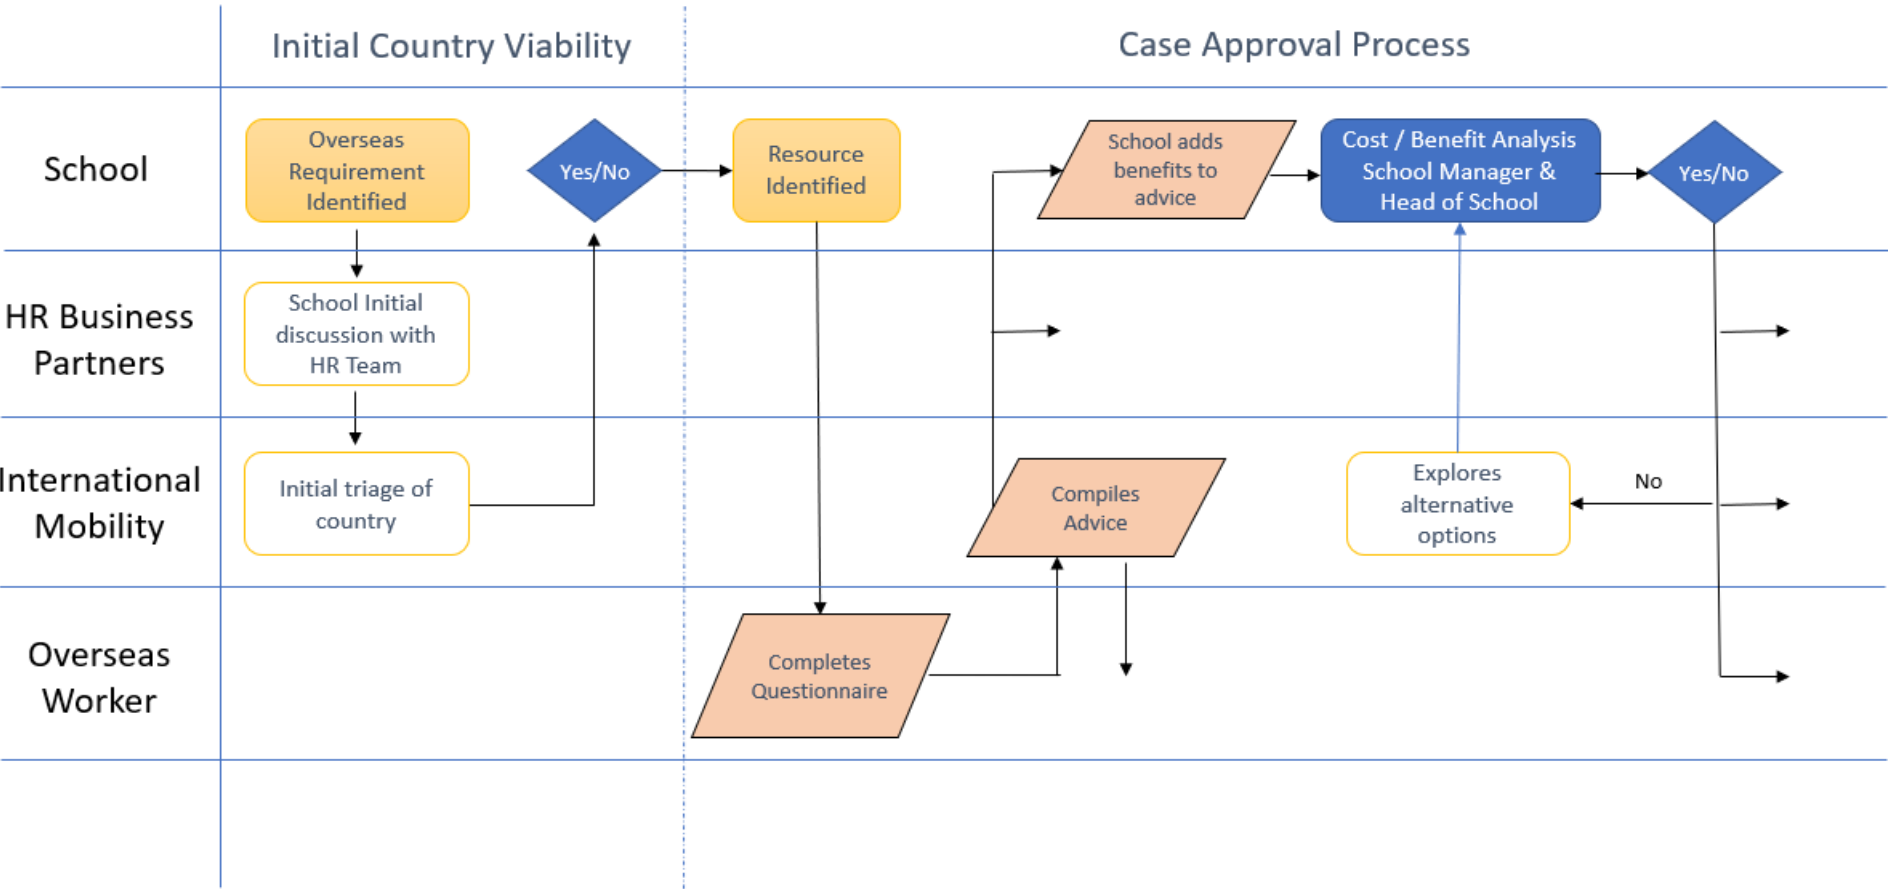 Initial Country Viability
Case Approval Process
School
Overseas
Requirement
Identified
Yes/No
Resource
Identified
School adds
benefits to
advice
Cost / Benefit Analysis
School Manager &
Head of School
Yes/No
HR Business
Partners
School Initial
discussion with
HR Team
International
Mobility
Initial triage of
country
Compiles
Advice
Explores
alternative
options
No
Overseas
Worker
Completes
Questionnaire